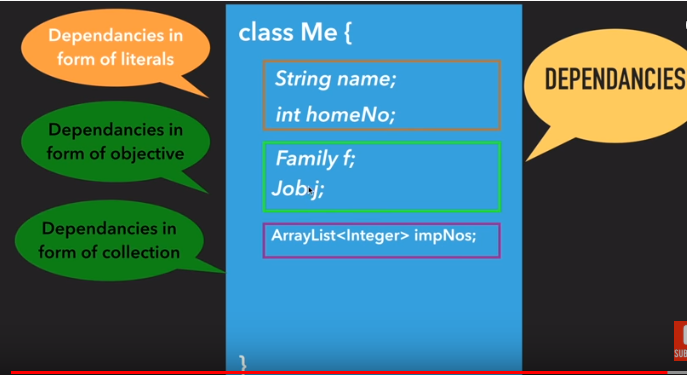 Dependancies in
form of literals
Dependancies in
form of objective
Dependancies in
form of collection
class Me {
String name;
int homeNo;
Family f;
Job j;
ArrayList<Integer> impNos;
}
DEPENDANCIES
SUB